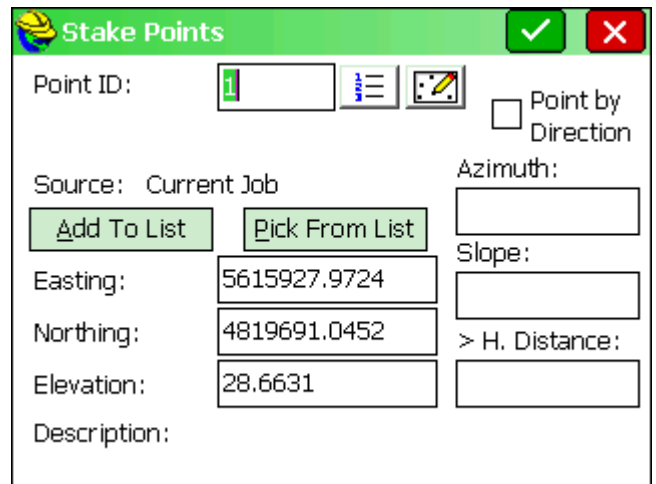 Stake Points
Point ID: 1
Point by
Direction
Source: Current Job
Azimuth:
Add To List Pick From List
Slope:
Easting: 5615927.9724
Northing: 4819691.0452
> H. Distance:
Elevation: 28.6631
Description: